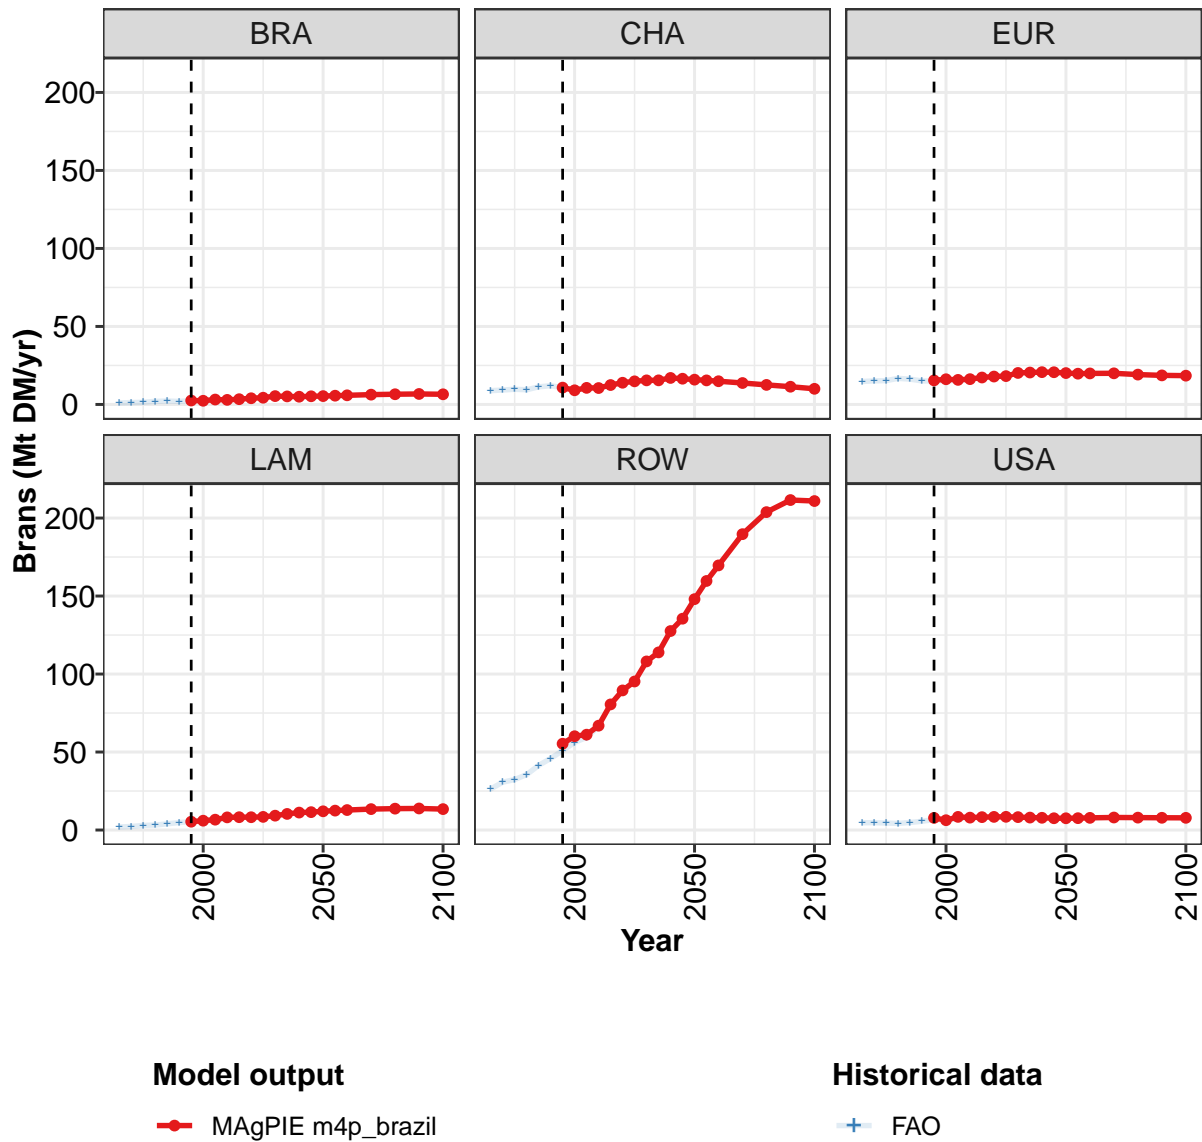 BRA CHA EUR
200
150
100
50
0
Brans (Mt DM/yr)
LAM ROW USA
200
150
100
50
0
2000 2050 2100 2000 2050 2100 2000 2050 2100
Year
Model output Historical data
MAgPIE m4p_brazil FAO